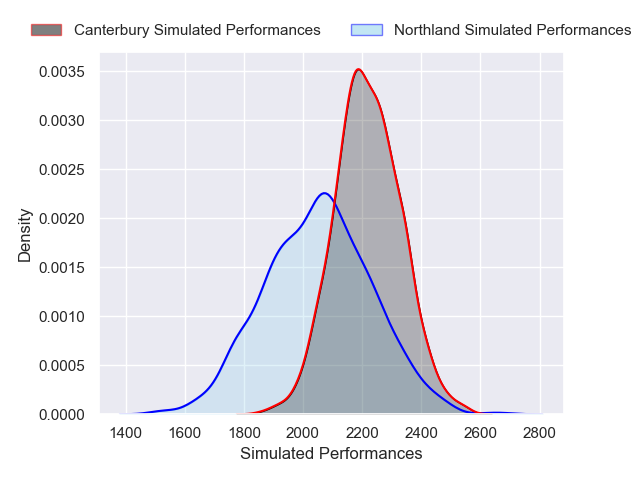 Canterbury Simulated Performances Northland Simulated Performances
0.0035
0.0030
0.0025
0.0020
0.0015
0.0010
0.0005
0.0000
Density
1400 1600 1800 2000 2200 2400 2600 2800
Simulated Performances